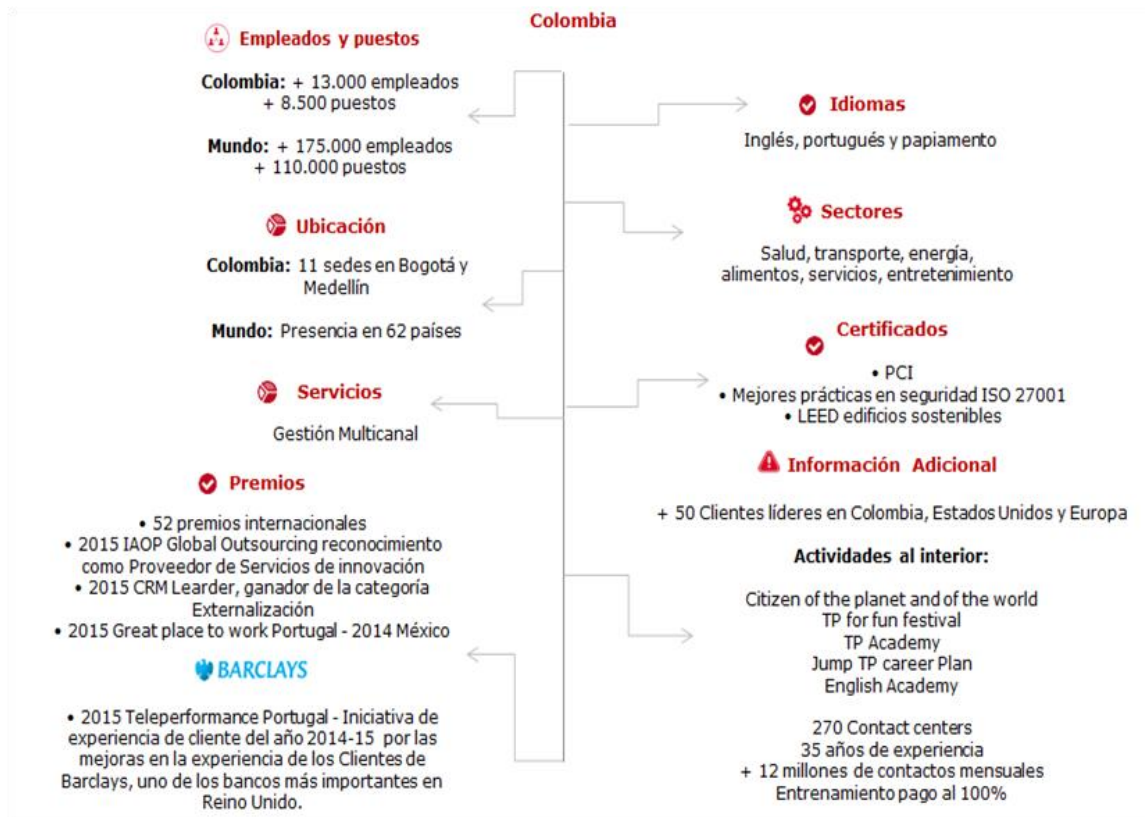 Colombia
Empleados y puestos
Colombia: + 13.000 empleados
+ 8.500 puestos
Mundo: + 175.000 empleados
+ 110.000 puestos
Ubicación
Colombia: 11 sedes en Bogotá y
Medellín
Mundo: Presencia en 62 países
Servicios
Gestión Multicanal
Premios
• 52 premios internacionales
• 2015 IAOP Global Outsourcing reconocimiento
como Proveedor de Servicios de innovación
• 2015 CRM Learder, ganador de la categoría
Externalización
• 2015 Great place to work Portugal - 2014 México
BARCLAYS
• 2015 Teleperformance Portugal - Iniciativa de
experiencia de cliente del año 2014-15 por las
mejoras en la experiencia de los Clientes de
Barclays, uno de los bancos más importantes en
Reino Unido.
Idiomas
Inglés, portugués y papiamento
Sectores
Salud, transporte, energía,
alimentos, servicios, entretenimiento
Certificados
• PCI
• Mejores prácticas en seguridad ISO 27001
• LEED edificios sostenibles
Información Adicional
+ 50 Clientes líderes en Colombia, Estados Unidos y Europa
Actividades al interior:
Citizen of the planet and of the world
TP for fun festival
TP Academy
Jump TP career Plan
English Academy
270 Contact centers
35 años de experiencia
+ 12 millones de contactos mensuales
Entrenamiento pago al 100%